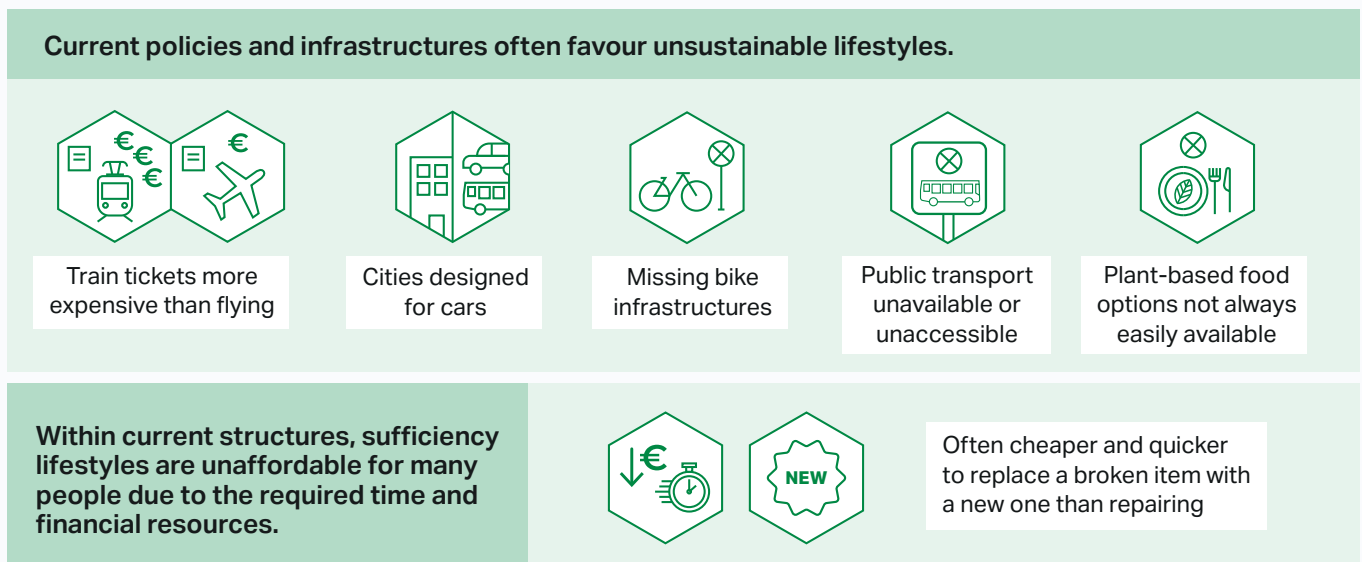 Current policies and infrastructures often favour unsustainable lifestyles.
€
€
€
€
Train tickets more
expensive than flying
Cities designed
for cars
Missing bike
infrastructures
Public transport
unavailable or
unaccessible
Plant-based food
options not always
easily available
Within current structures, sufficiency
lifestyles are unaffordable for many
people due to the required time and
financial resources.
€
NEW
Often cheaper and quicker
to replace a broken item with
a new one than repairing